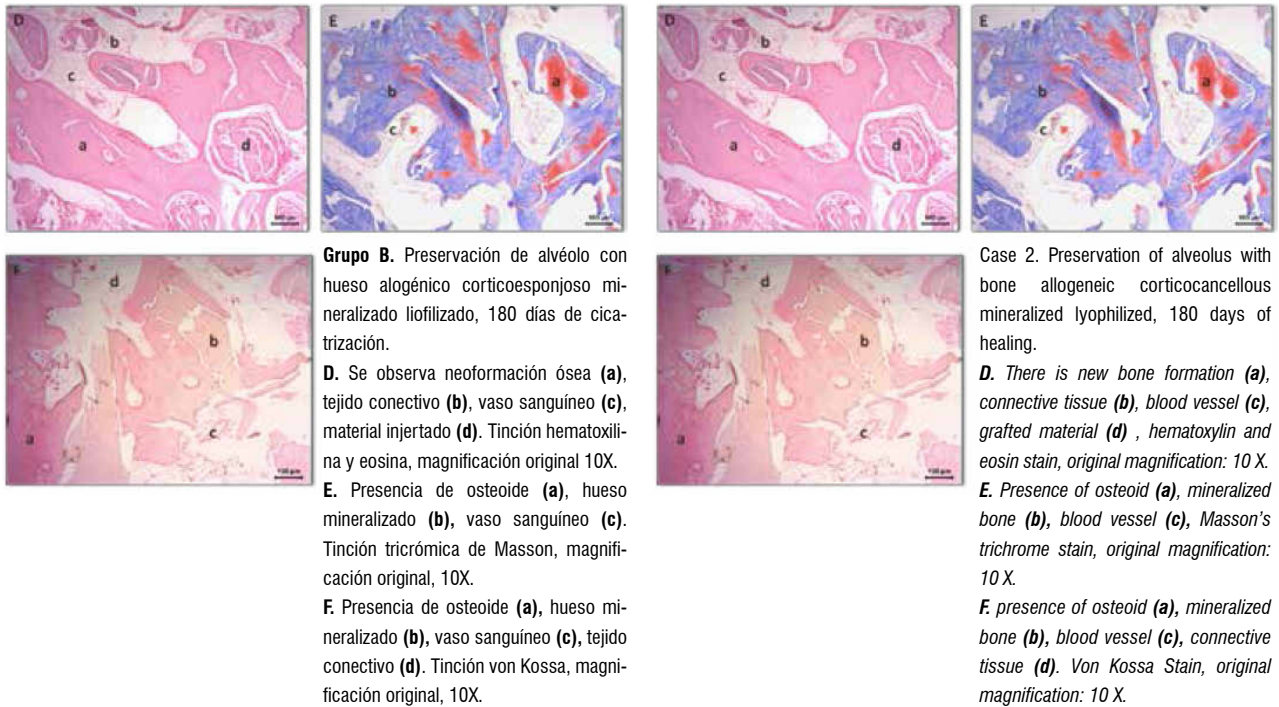 D
b
c
a
d
E
a
b
c
D
b
c
a
d
E
a
b
c
d
b
a
c
100 µm
Grupo B. Preservación de alvéolo con
hueso alogénico corticoesponjoso mi-
neralizado liofilizado, 180 días de cica-
trización.
D. Se observa neoformación ósea (a),
tejido conectivo (b), vaso sanguíneo (c),
material injertado (d). Tinción hematoxili-
na y eosina, magnificación original 10X.
E. Presencia de osteoide (a), hueso
mineralizado (b), vaso sanguíneo (c).
Tinción tricrómica de Masson, magnifi-
cación original, 10X.
F. Presencia de osteoide (a), hueso mi-
neralizado (b), vaso sanguíneo (c), tejido
conectivo (d). Tinción von Kossa, magni-
ficación original, 10X.
d
b
a
c
100 µm
Case 2. Preservation of alveolus with
bone allogeneic corticocancellous
mineralized lyophilized, 180 days of
healing.
D. There is new bone formation (a),
connective tissue (b), blood vessel (c),
grafted material (d) , hematoxylin and
eosin stain, original magnification: 10 X.
E. Presence of osteoid (a), mineralized
bone (b), blood vessel (c), Masson's
trichrome stain, original magnification:
10 X.
F. presence of osteoid (a), mineralized
bone (b), blood vessel (c), connective
tissue (d). Von Kossa Stain, original
magnification: 10 X.